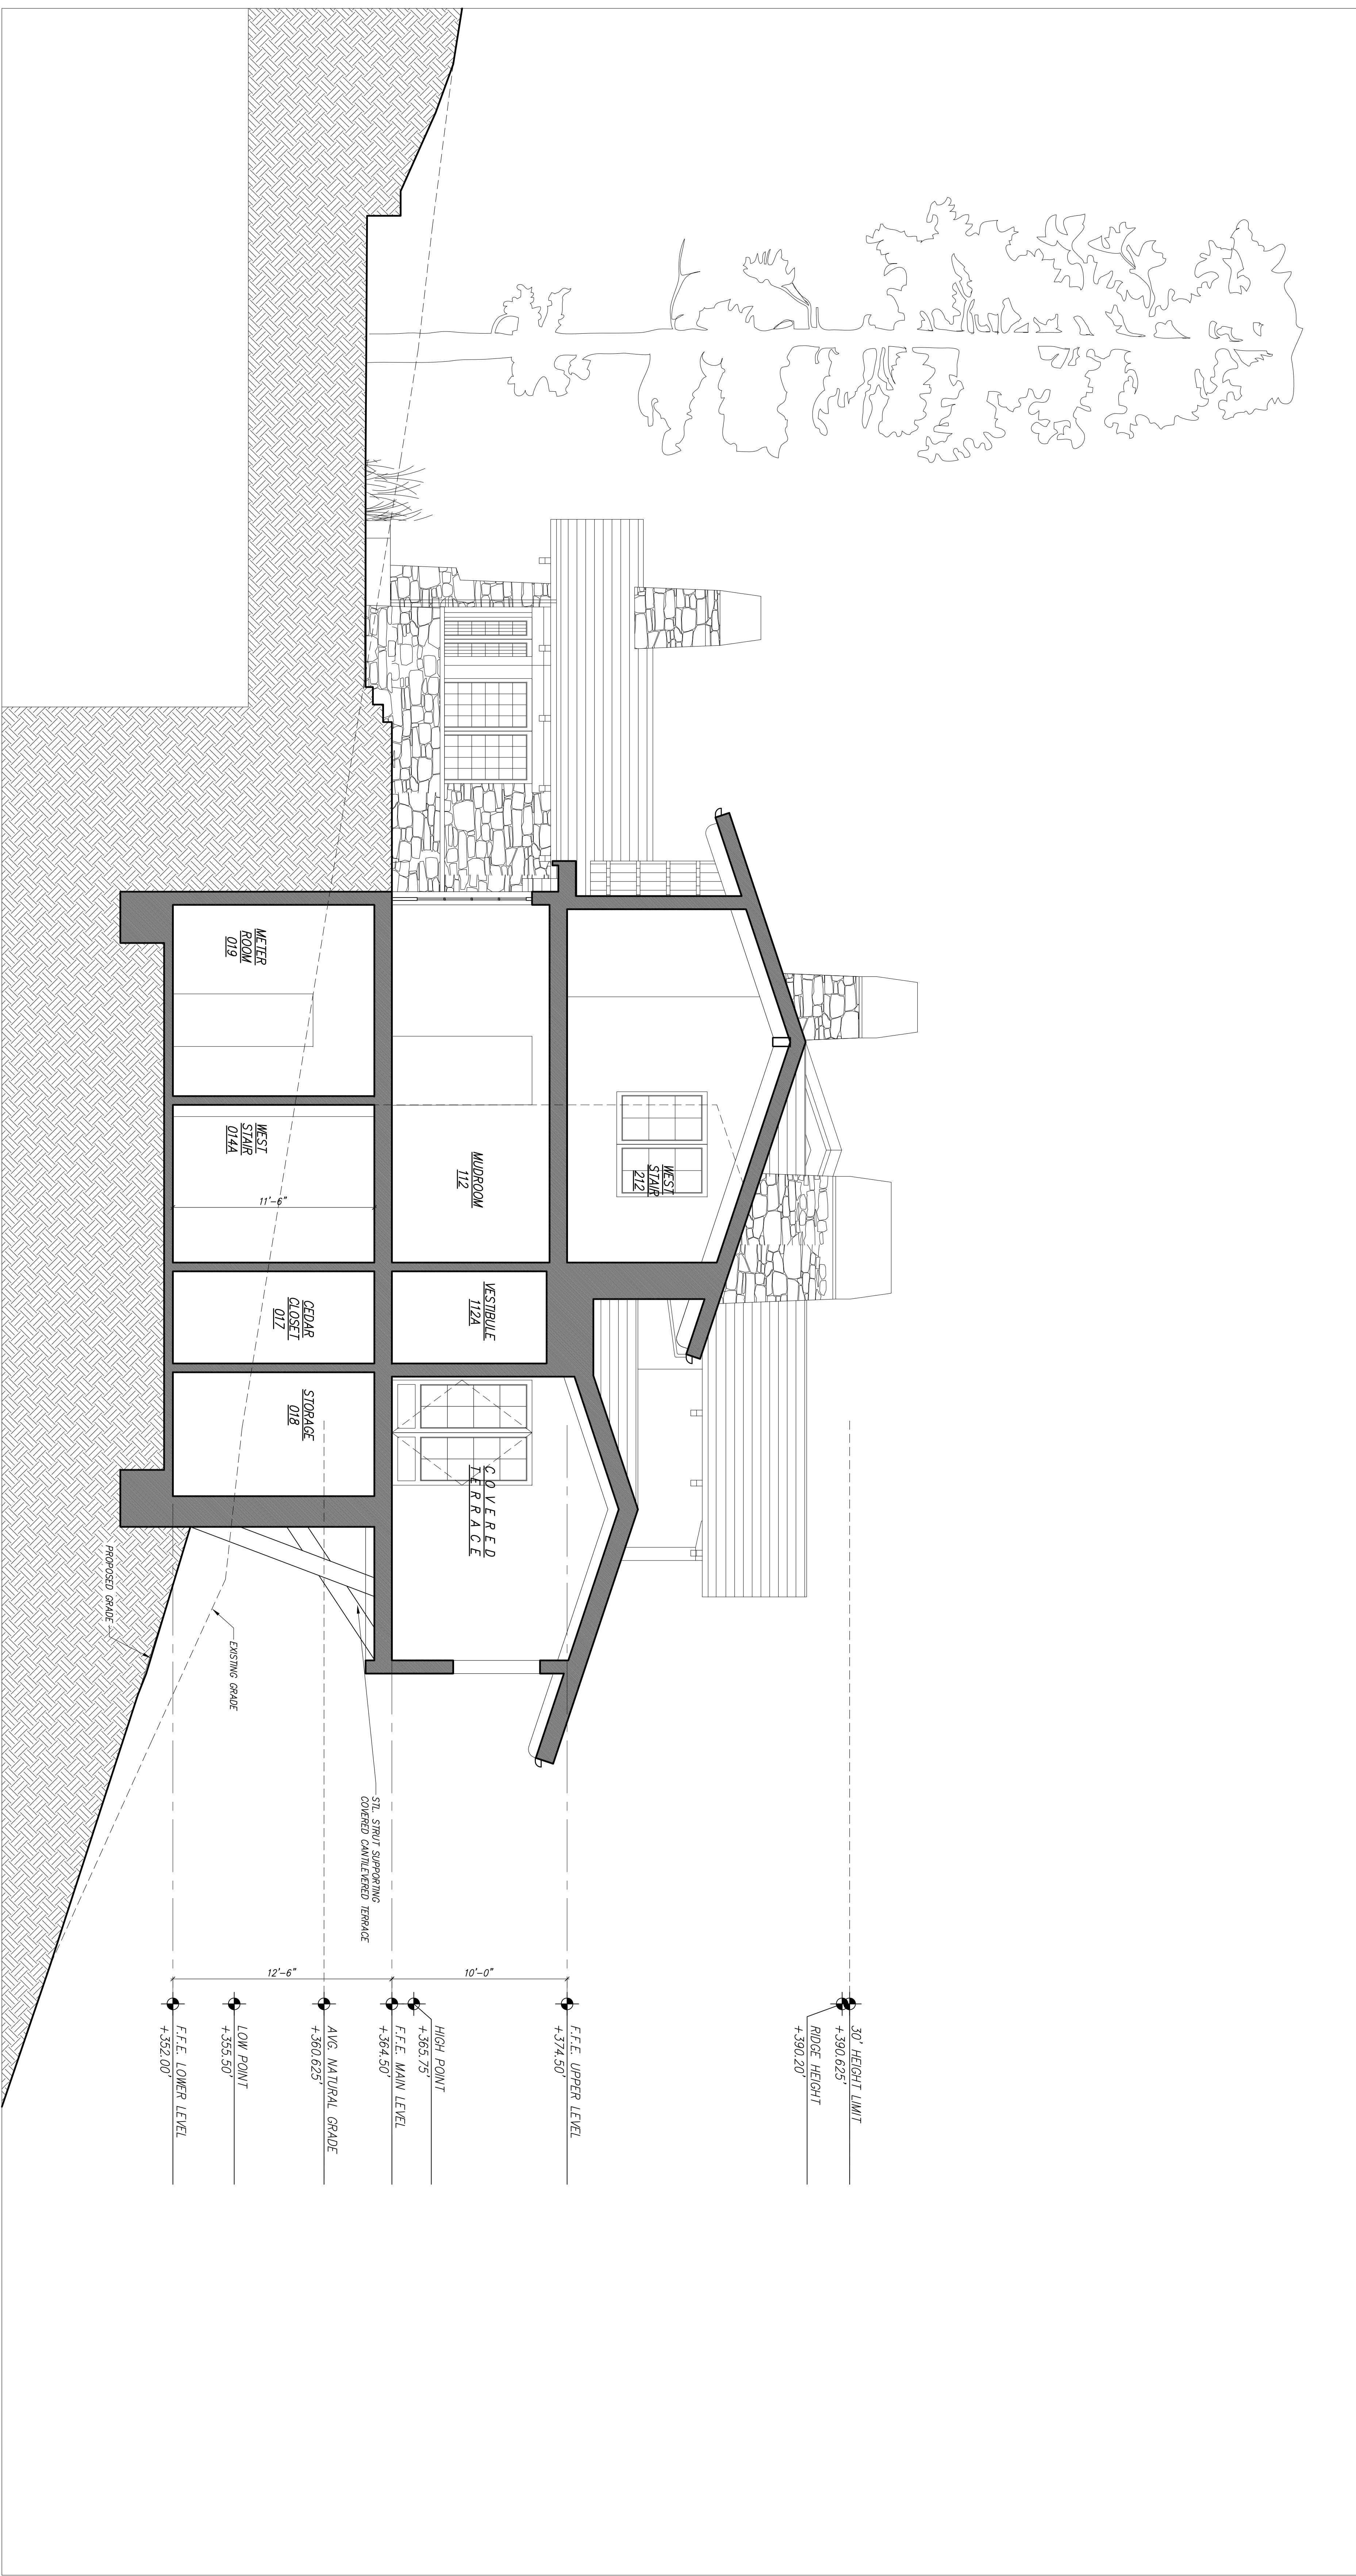 30' HEIGHT LIMIT
+390.625'
RIDGE HEIGHT
+390.20'
F.F.E. UPPER LEVEL
+374.50'
HIGH POINT
+365.75'
F.F.E. MAIN LEVEL
+364.50'
AVG. NATURAL GRADE
+360.625'
LOW POINT
+355.50'
F.F.E. LOWER LEVEL
+352.00'
10'-0"
12'-6"
WEST
STAIR
212
MUDROOM
112
VESTIBULE
112A
COVERED
TERRACE
METER
ROOM
019
WEST
STAIR
014A
11'-6"
CEDAR
CLOSET
017
STORAGE
018
STL. STRUT SUPPORTING
COVERED CANTILEVERED TERRACE
EXISTING GRADE
PROPOSED GRADE